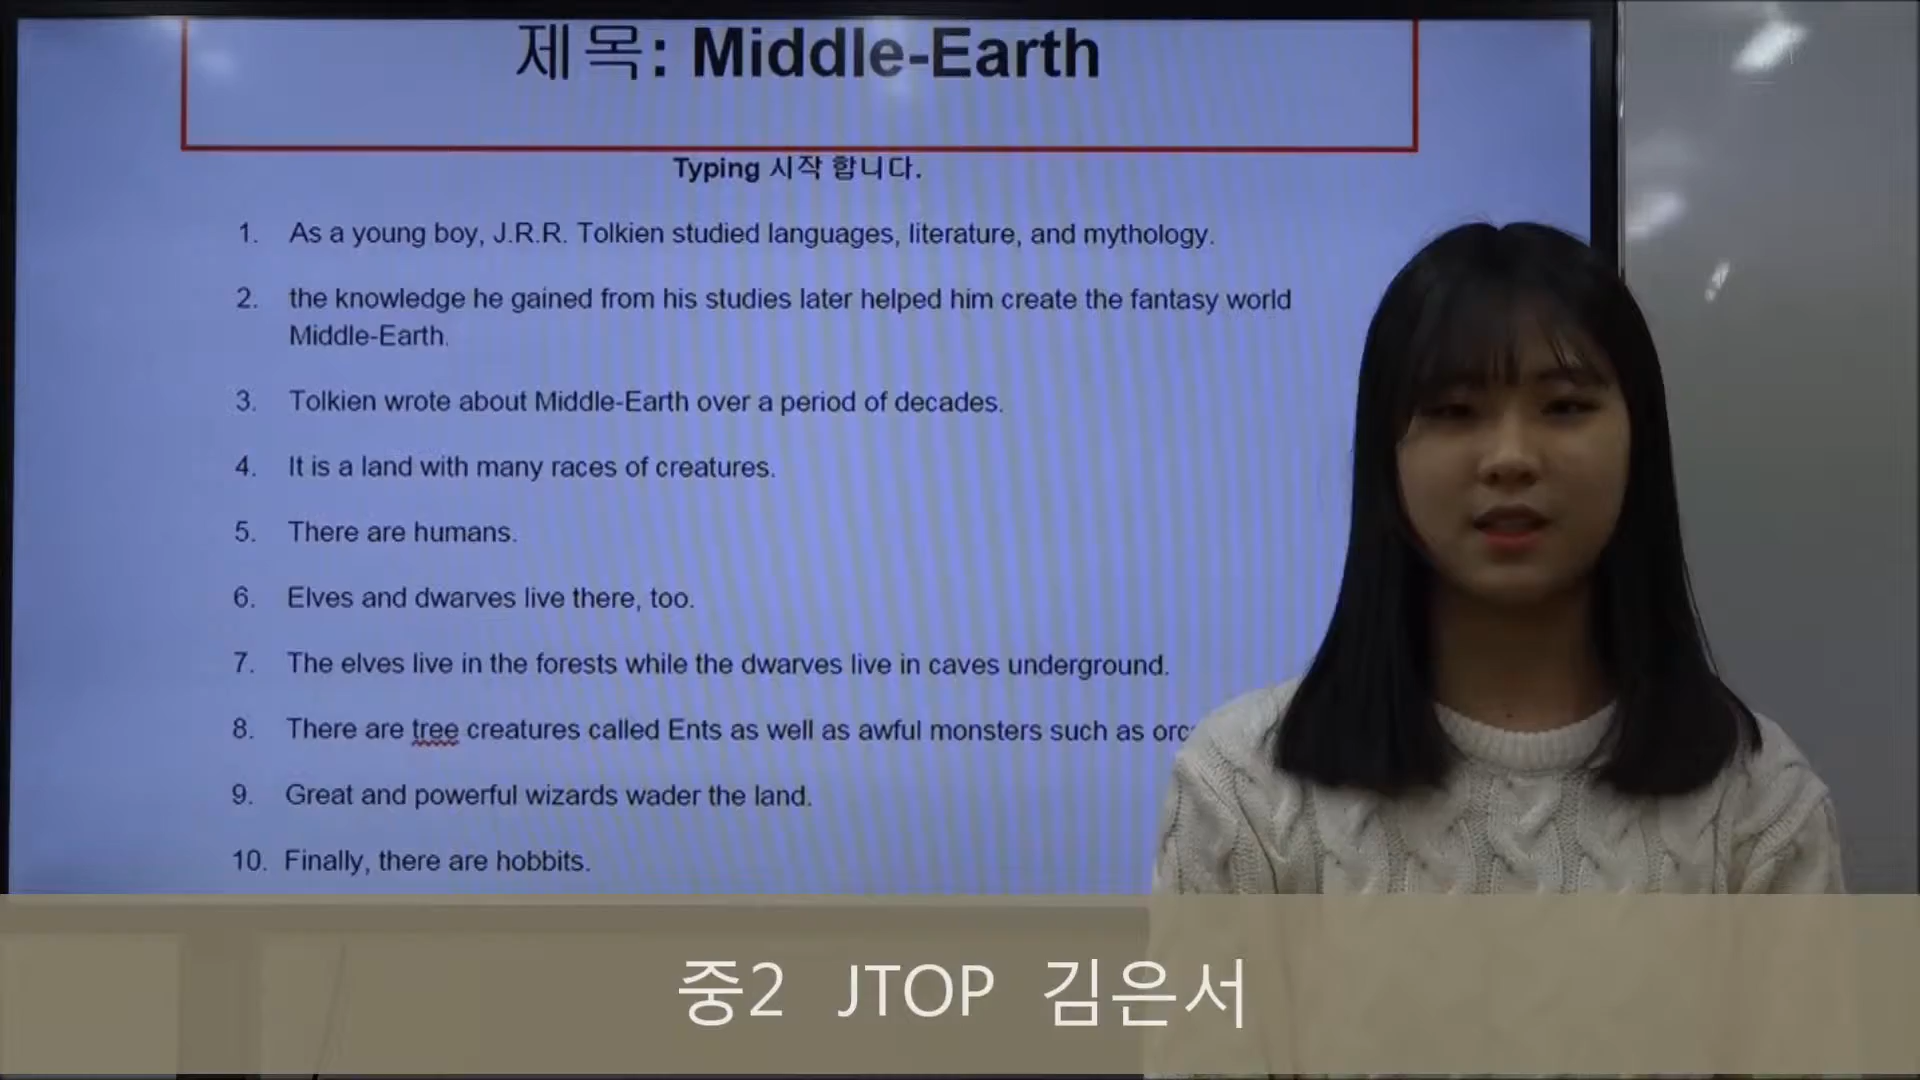 제목: Middle-Earth
Typing 시작 합니다.
1. As a young boy, J.R.R. Tolkien studied languages, literature, and mythology.
2. the knowledge he gained from his studies later helped him create the fantasy world
Middle-Earth.
3. Tolkien wrote about Middle-Earth over a period of decades.
4. It is a land with many races of creatures.
5. There are humans.
6. Elves and dwarves live there, too.
7. The elves live in the forests while the dwarves live in caves underground.
8. There are tree creatures called Ents as well as awful monsters such as
9. Great and powerful wizards wader the land.
10. Finally, there are hobbits.
중2 JTOP 김은서